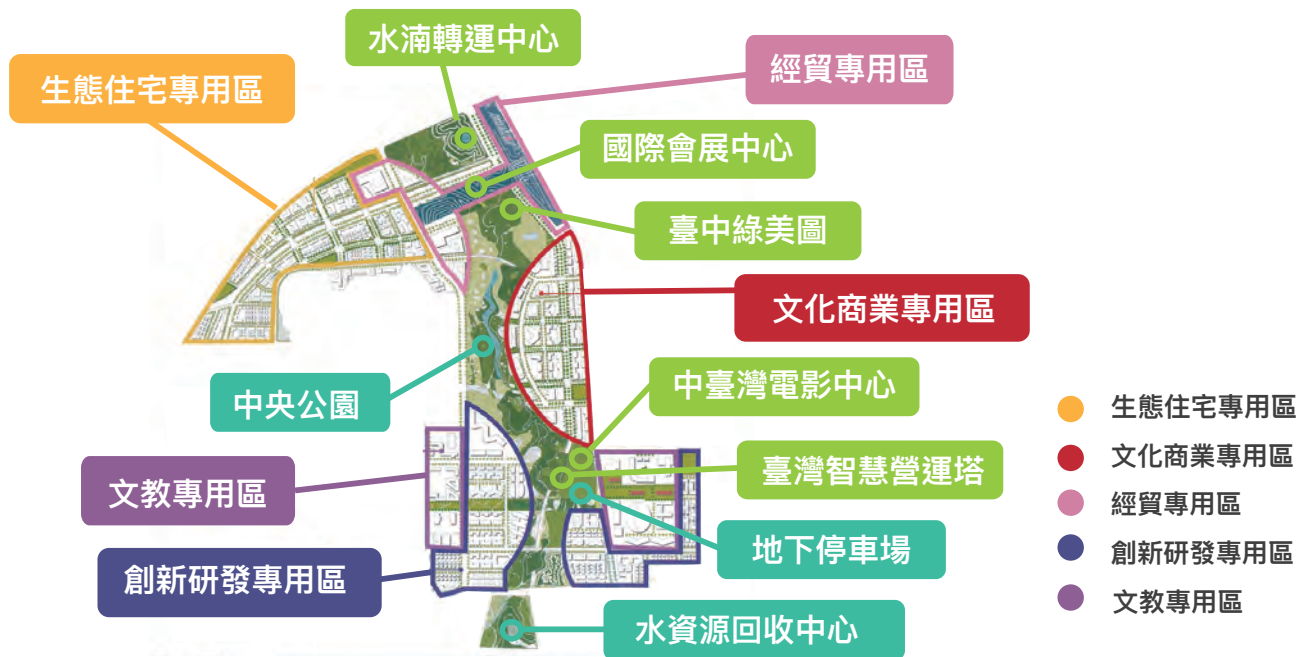 水湳轉運中心
經貿專用區
生態住宅專用區
國際會展中心
臺中綠美圖
文化商業專用區
中臺灣電影中心
中央公園
臺灣智慧營運塔
文教專用區
地下停車場
創新研發專用區
水資源回收中心
生態住宅專用區
文化商業專用區
經貿專用區
創新研發專用區
文教專用區